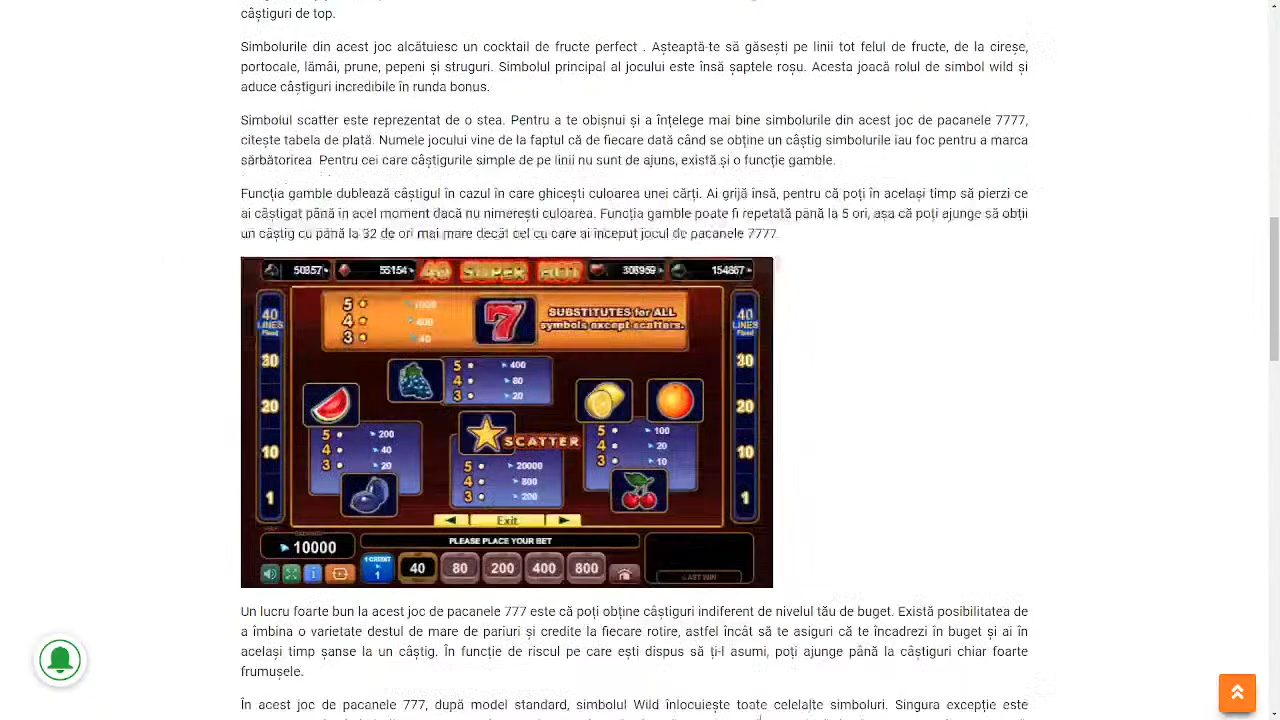 câștiguri de top.
Simbolurile din acest joc alcătuiesc un cocktail de fructe perfect . Așteaptă-te să găsești pe linii tot felul de fructe, de la cireșe,
portocale, lămâi, prune, pepeni și struguri. Simbolul principal al jocului este însă șaptele roșu. Acesta joacă rolul de simbol wild și
aduce câștiguri incredibile în runda bonus.
Simbolul scatter este reprezentat de o stea. Pentru a te obișnui și a înțelege mai bine simbolurile din acest joc de pacanele 7777,
citește tabela de plată. Numele jocului vine de la faptul că de fiecare dată când se obține un câștig simbolurile iau foc pentru a marca
sărbătorirea. Pentru cei care câștigurile simple de pe linii nu sunt de ajuns, există și o funcție gamble.
Funcția gamble dublează câștigul în cazul în care ghicești culoarea unei cărți. Ai grijă însă, pentru că poți în același timp să pierzi ce
ai câștigat până în acel moment dacă nu nimerești culoarea. Funcția gamble poate fi repetată până la 5 ori, așa că poți ajunge să obții
un câștig cu până la 32 de ori mai mare decât cel cu care ai început jocul de pacanele 7777.
50857 55154 40 SUPER HOT 306959 154867
5 1000
4 400
3 40
7
SUBSTITUTES for ALL
symbols except scatters.
40 LINES Fixed
30
20
10
1
5 400
4 80
3 20
5 200
4 40
3 20
SCATTER
5 20000
4 800
3 200
5 100
4 20
3 10
40 LINES Fixed
30
20
10
1
Exit
PLEASE PLACE YOUR BET
10000
1 CREDIT
1
40 80 200 400 800
LAST WIN
Un lucru foarte bun la acest joc de pacanele 777 este că poți obține câștiguri indiferent de nivelul tău de buget. Există posibilitatea de
a îmbina o varietate destul de mare de pariuri și credite la fiecare rotire, astfel încât să te asiguri că te încadrezi în buget și ai în
același timp șanse la un câștig. În funcție de riscul pe care ești dispus să ți-l asumi, poți ajunge până la câștiguri chiar foarte
frumușele.
În acest joc de pacanele 777, după model standard, simbolul Wild înlocuiește toate celelalte simboluri. Singura excepție este